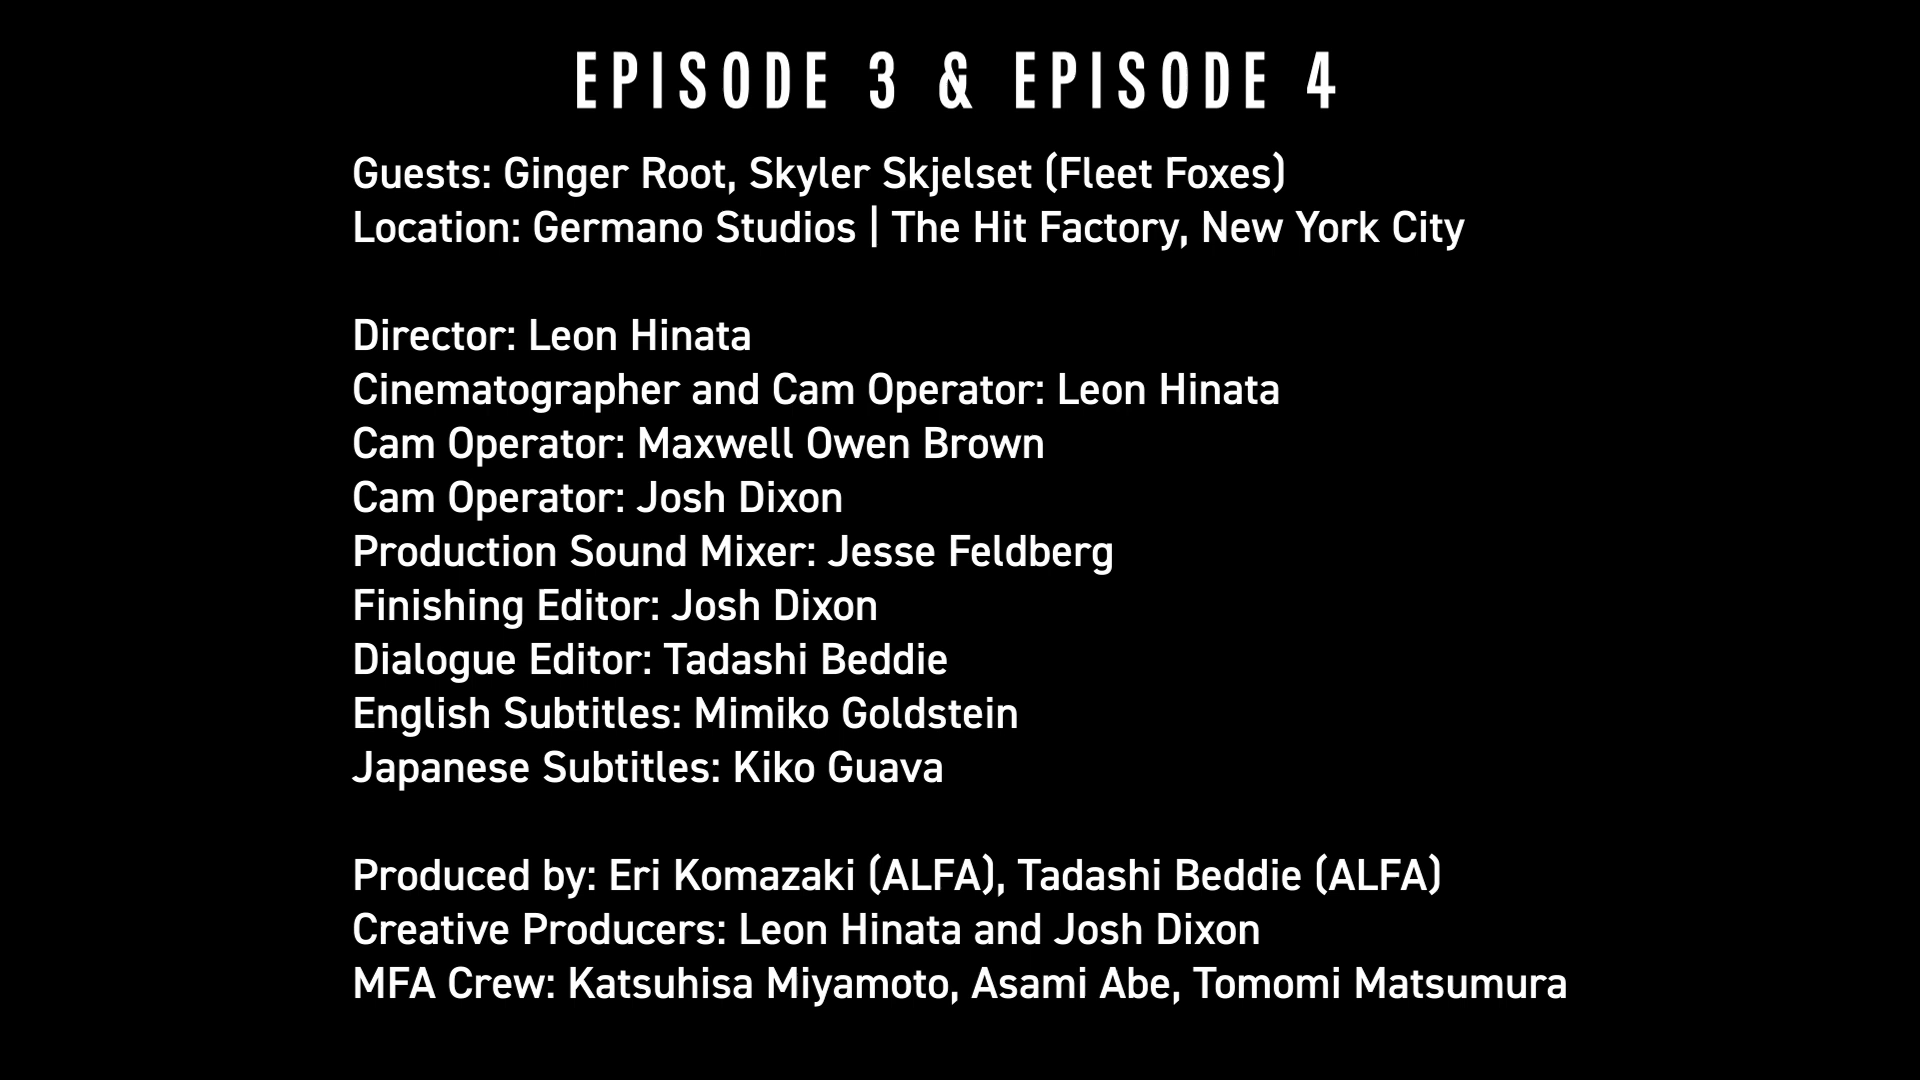 EPISODE 3 & EPISODE 4
Guests: Ginger Root, Skyler Skjelset (Fleet Foxes)
Location: Germano Studios | The Hit Factory, New York City
Director: Leon Hinata
Cinematographer and Cam Operator: Leon Hinata
Cam Operator: Maxwell Owen Brown
Cam Operator: Josh Dixon
Production Sound Mixer: Jesse Feldberg
Finishing Editor: Josh Dixon
Dialogue Editor: Tadashi Beddie
English Subtitles: Mimiko Goldstein
Japanese Subtitles: Kiko Guava
Produced by: Eri Komazaki (ALFA), Tadashi Beddie (ALFA)
Creative Producers: Leon Hinata and Josh Dixon
MFA Crew: Katsuhisa Miyamoto, Asami Abe, Tomomi Matsumura